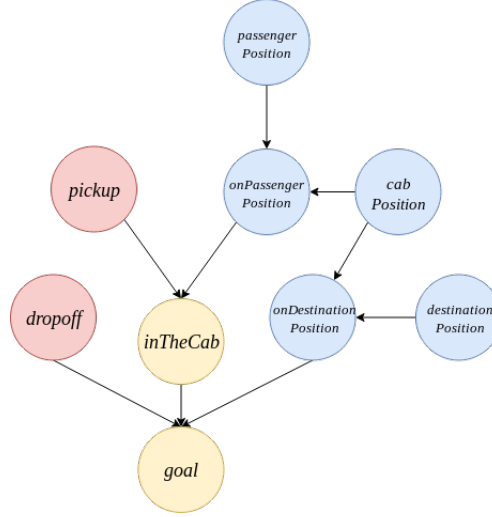 passenger
Position
pickup
onPassenger
Position
cab
Position
dropoff
inTheCab
onDestination
Position
destination
Position
goal